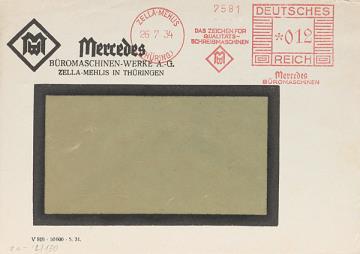 Mercedes
BÜROMASCHINEN-WERKE A.-G.
ZELLA-MEHLIS IN THÜRINGEN
ZELLA-MEHLIS
26.7.34
(THÜRING)
2581
DAS ZEICHEN FÜR
QUALITÄTS-
SCHREIBMASCHINEN
DEUTSCHES
*012
REICH
Mercedes
BÜROMASCHINEN